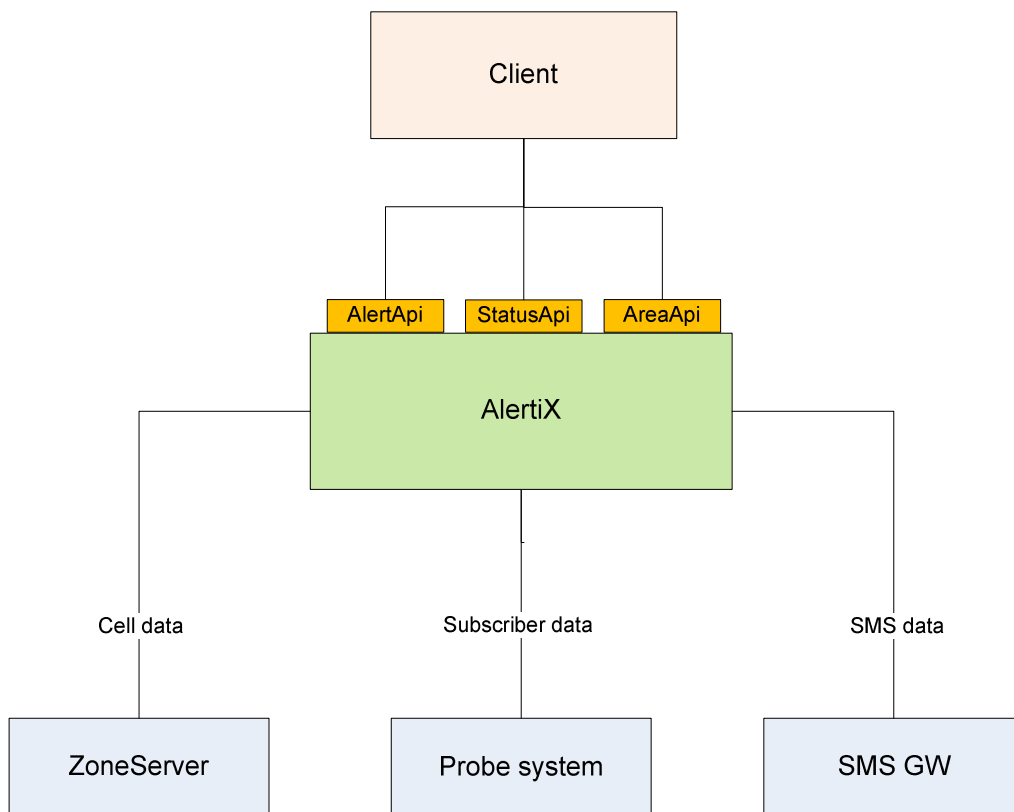 Client
AlertApi
StatusApi
AreaApi
AlertiX
Cell data
Subscriber data
SMS data
ZoneServer
Probe system
SMS GW